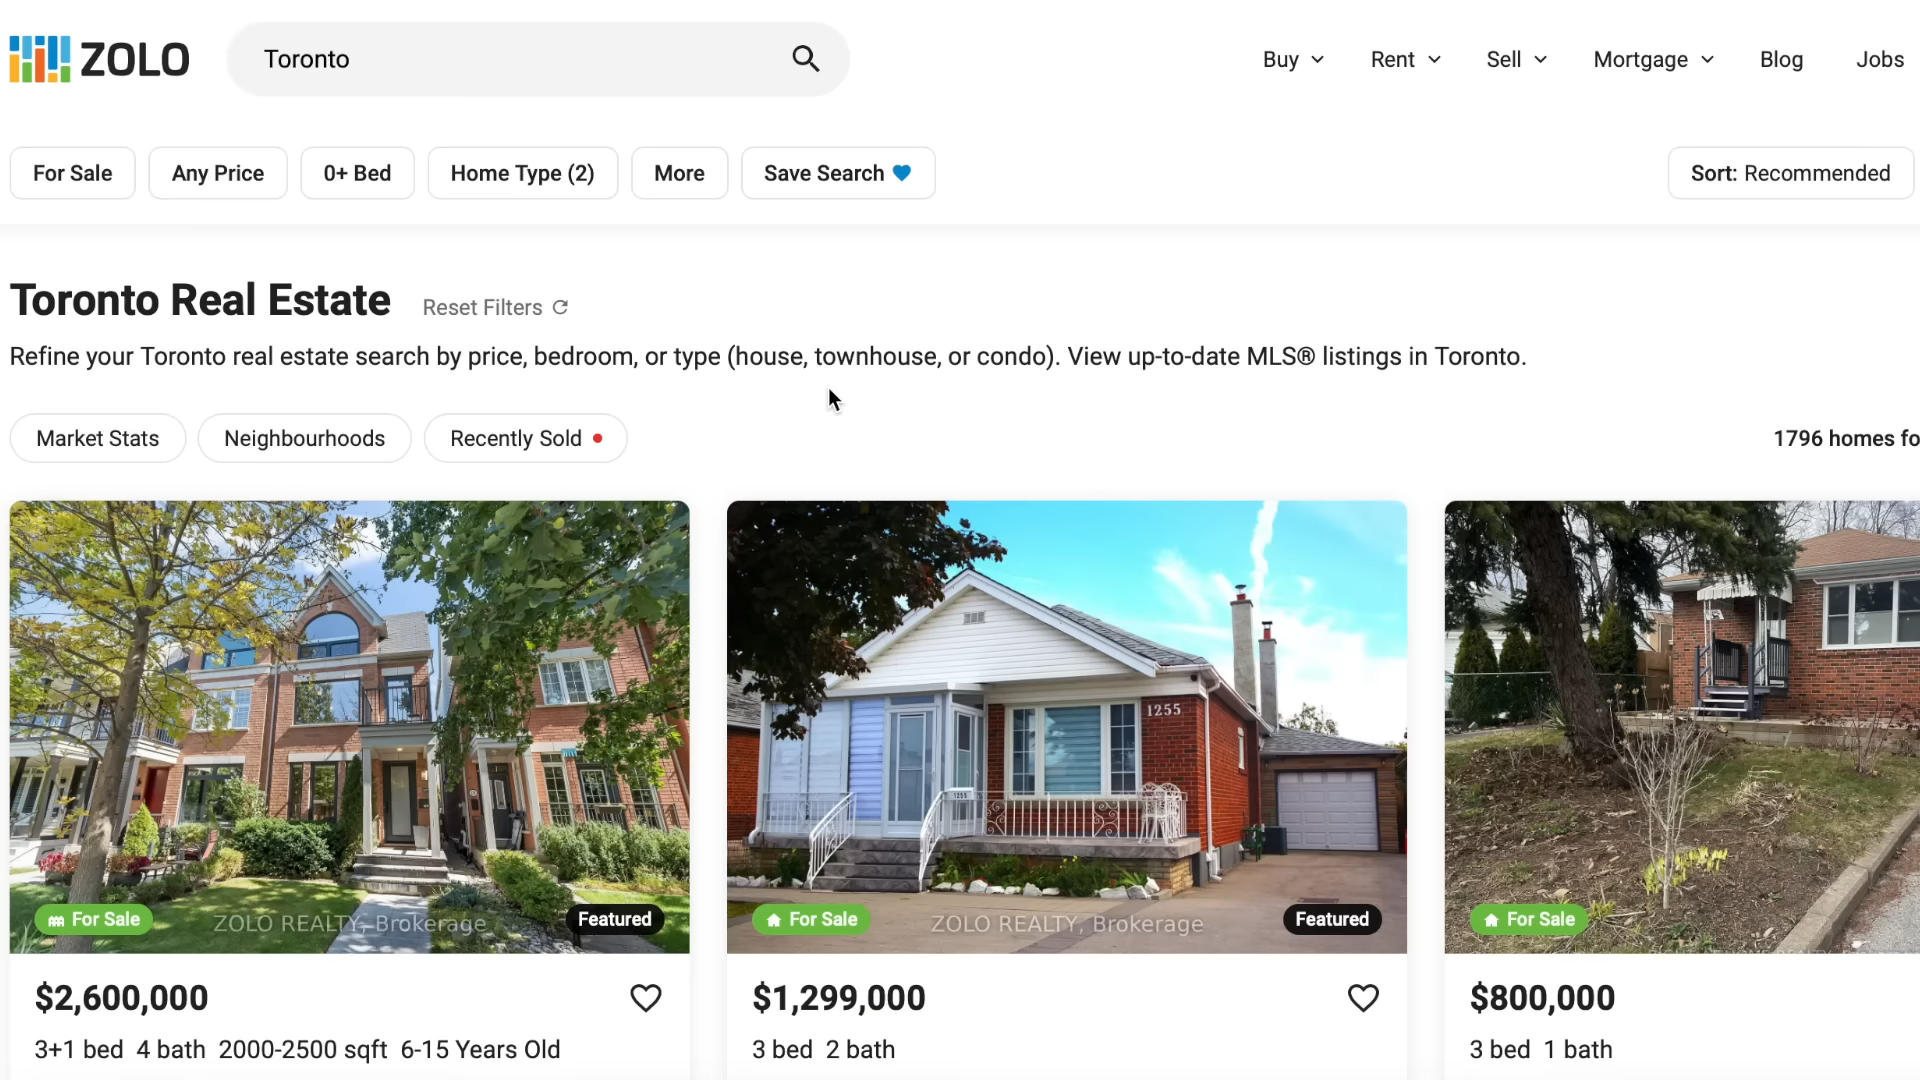 ZOLO
Toronto
Buy
Rent
Sell
Mortgage
Blog
Jobs
For Sale
Any Price
0+ Bed
Home Type (2)
More
Save Search
Sort: Recommended
Toronto Real Estate
Reset Filters
Refine your Toronto real estate search by price, bedroom, or type (house, townhouse, or condo). View up-to-date MLS® listings in Toronto.
Market Stats
Neighbourhoods
Recently Sold
1796 homes fo
1255
1255
For Sale
ZOLO REALTY, Brokerage
Featured
For Sale
ZOLO REALTY, Brokerage
Featured
For Sale
$2,600,000
$1,299,000
$800,000
3+1 bed 4 bath 2000-2500 sqft 6-15 Years Old
3 bed 2 bath
3 bed 1 bath